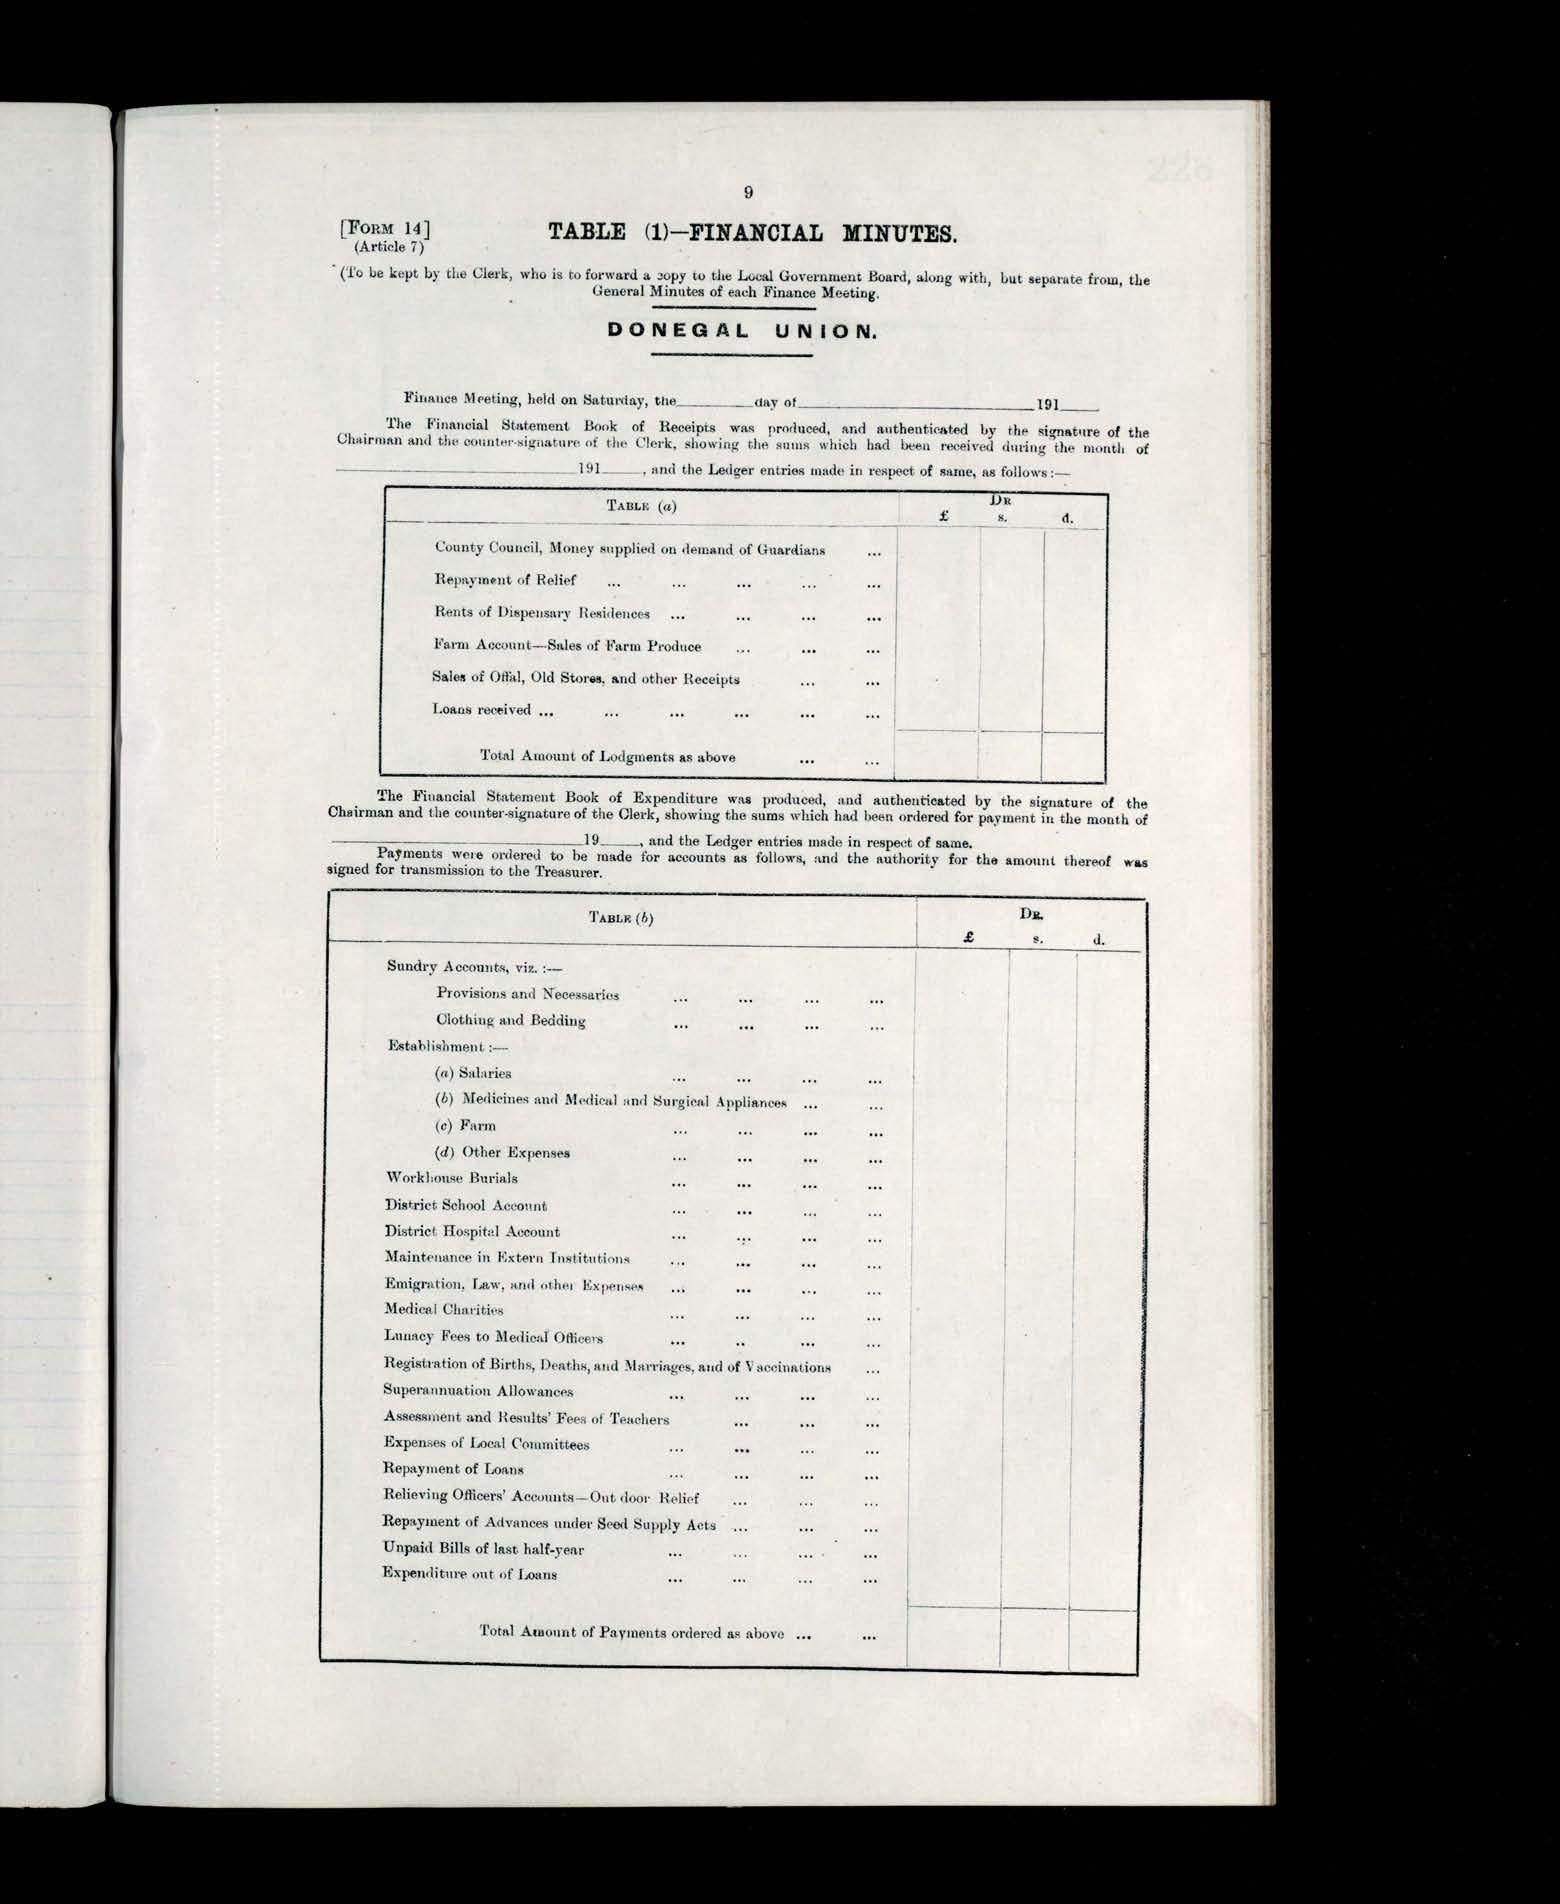 9
[FORM 14]
(Article 7)
TABLE (1)—FINANCIAL MINUTES.
(To be kept by the Clerk, who is to forward a copy to the Local Government Board, along with, but separate from, the
General Minutes of each Finance Meeting.
DONEGAL UNION.
Finance Meeting, held on Saturday, the________day of________________________191____
The Financial Statement Book of Receipts was produced, and authenticated by the signature of the
Chairman and the counter-signature of the Clerk, showing the sums which had been received during the month of
________________________191____, and the Ledger entries made in respect of same, as follows:—
TABLE (a)
DR
£ s. d.
County Council, Money supplied on demand of Guardians ...
Repayment of Relief ... ... ... ... ...
Rents of Dispensary Residences ... ... ... ...
Farm Account—Sales of Farm Produce ... ... ...
Sales of Offal, Old Stores, and other Receipts ... ...
Loans received ... ... ... ... ... ...
Total Amount of Lodgments as above ... ...
The Financial Statement Book of Expenditure was produced, and authenticated by the signature of the
Chairman and the counter-signature of the Clerk, showing the sums which had been ordered for payment in the month of
________________________19____, and the Ledger entries made in respect of same.
Payments were ordered to be made for accounts as follows, and the authority for the amount thereof was
signed for transmission to the Treasurer.
TABLE (b)
DR.
£ s. d.
Sundry Accounts, viz. :—
Provisions and Necessaries ... ... ... ...
Clothing and Bedding ... ... ... ...
Establishment :—
(a) Salaries ... ... ... ...
(b) Medicines and Medical and Surgical Appliances ... ...
(c) Farm ... ... ... ...
(d) Other Expenses ... ... ... ...
Workhouse Burials ... ... ... ...
District School Account ... ... ... ...
District Hospital Account ... ... ... ...
Maintenance in Extern Institutions ... ... ... ...
Emigration, Law, and other Expenses ... ... ... ...
Medical Charities ... ... ... ...
Lunacy Fees to Medical Officers ... .. ... ...
Registration of Births, Deaths, and Marriages, and of Vaccinations ...
Superannuation Allowances ... ... ... ...
Assessment and Results' Fees of Teachers ... ... ...
Expenses of Local Committees ... ... ... ...
Repayment of Loans ... ... ... ...
Relieving Officers' Accounts—Out door Relief ... ... ...
Repayment of Advances under Seed Supply Acts ... ... ...
Unpaid Bills of last half-year ... ... ... ...
Expenditure out of Loans ... ... ... ...
Total Amount of Payments ordered as above ... ...